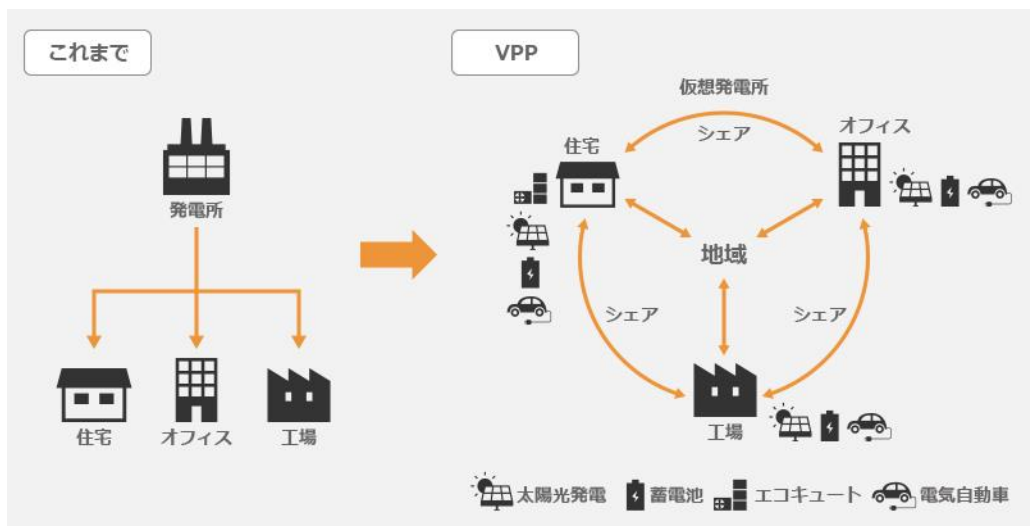 これまで
発電所
住宅
オフィス
工場
VPP
仮想発電所
シェア
住宅
オフィス
地域
シェア
シェア
工場
太陽光発電
蓄電池
エコキュート
電気自動車